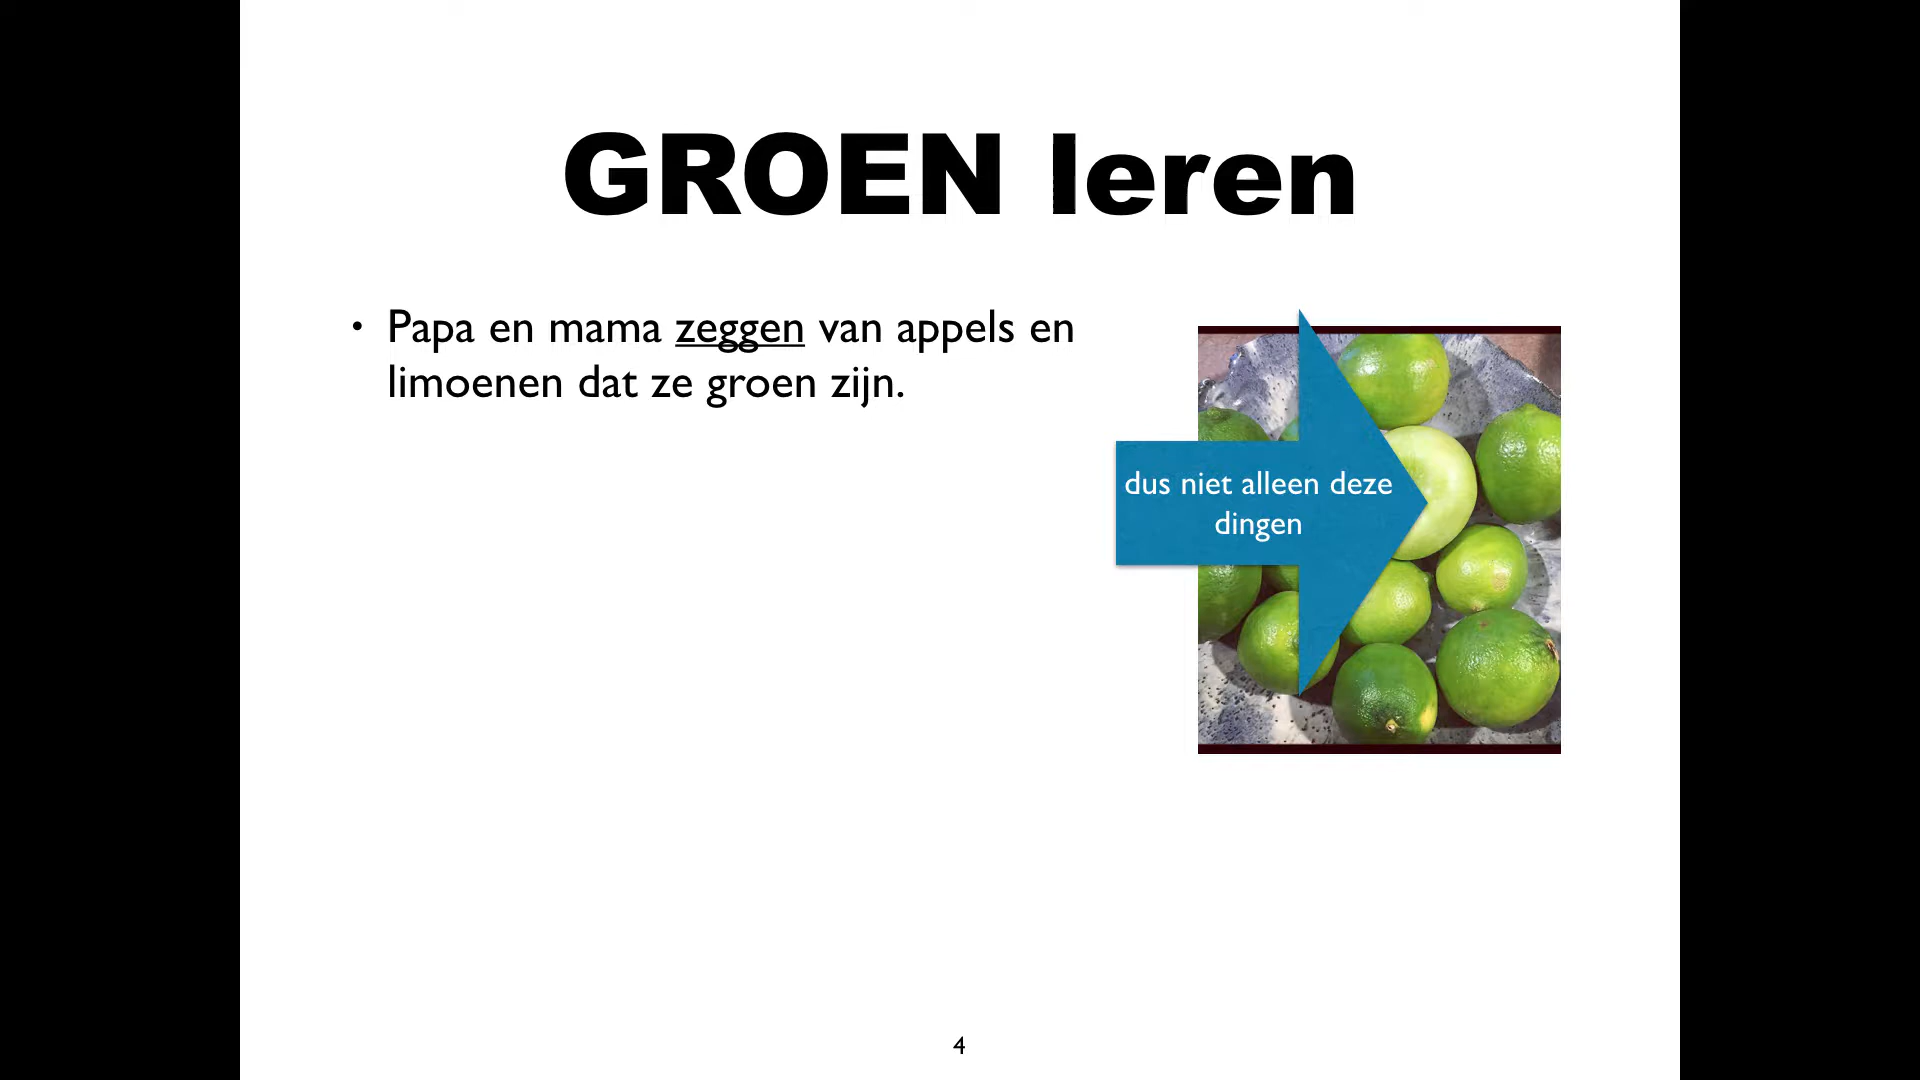 GROEN leren
• Papa en mama zeggen van appels en
limoenen dat ze groen zijn.
dus niet alleen deze
dingen
4